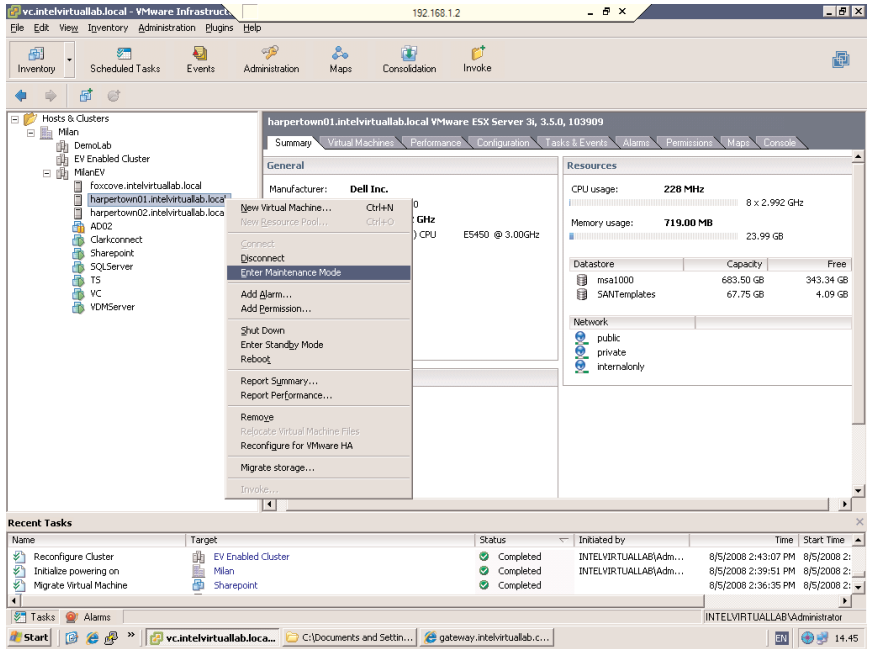 vc.intelvirtuallab.local - VMware Infrastruct
192.168.1.2
File Edit View Inventory Administration Plugins Help
Inventory Scheduled Tasks Events Administration Maps Consolidation Invoke
Hosts & Clusters
Milan
DemoLab
EV Enabled Cluster
MilanEV
foxcove.intelvirtuallab.local
harpertown01.intelvirtuallab.local
harpertown02.intelvirtuallab.loca
AD02
Clarkconnect
Sharepoint
SQLServer
TS
VC
VDMServer
New Virtual Machine... Ctrl+N
New Resource Pool... Ctrl+O
Connect
Disconnect
Enter Maintenance Mode
Add Alarm...
Add Permission...
Shut Down
Enter Standby Mode
Reboot
Report Summary...
Report Performance...
Remove
Relocate Virtual Machine Files
Reconfigure for VMware HA
Migrate storage...
Invoke...
harpertown01.intelvirtuallab.local VMware ESX Server 3i, 3.5.0, 103909
Summary Virtual Machines Performance Configuration Tasks & Events Alarms Permissions Maps Console
General
Manufacturer: Dell Inc.
0
GHz
) CPU E5450 @ 3.00GHz
Resources
CPU usage: 228 MHz
8 x 2.992 GHz
Memory usage: 719.00 MB
23.99 GB
Datastore Capacity Free
msa1000 683.50 GB 343.34 GB
SANTemplates 67.75 GB 4.09 GB
Network
public
private
internalonly
Recent Tasks
Name Target Status Initiated by Time Start Time
Reconfigure Cluster EV Enabled Cluster Completed INTELVIRTUALLAB\Adm... 8/5/2008 2:43:07 PM 8/5/2008 2:
Initialize powering on Milan Completed INTELVIRTUALLAB\Adm... 8/5/2008 2:39:51 PM 8/5/2008 2:
Migrate Virtual Machine Sharepoint Completed 8/5/2008 2:36:35 PM 8/5/2008 2:
Tasks Alarms INTELVIRTUALLAB\Administrator
Start vc.intelvirtuallab.loca... C:\Documents and Settin... gateway.intelvirtuallab.c... EN 14.45